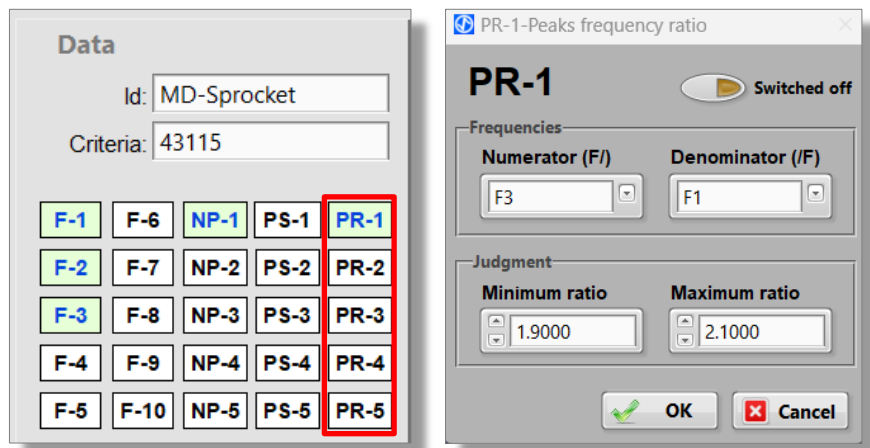 Data
Id: MD-Sprocket
Criteria: 43115
F-1 F-6 NP-1 PS-1 PR-1
F-2 F-7 NP-2 PS-2 PR-2
F-3 F-8 NP-3 PS-3 PR-3
F-4 F-9 NP-4 PS-4 PR-4
F-5 F-10 NP-5 PS-5 PR-5
PR-1-Peaks frequency ratio
PR-1 Switched off
Frequencies
Numerator (F/) Denominator (/F)
F3 F1
Judgment
Minimum ratio Maximum ratio
1.9000 2.1000
OK Cancel